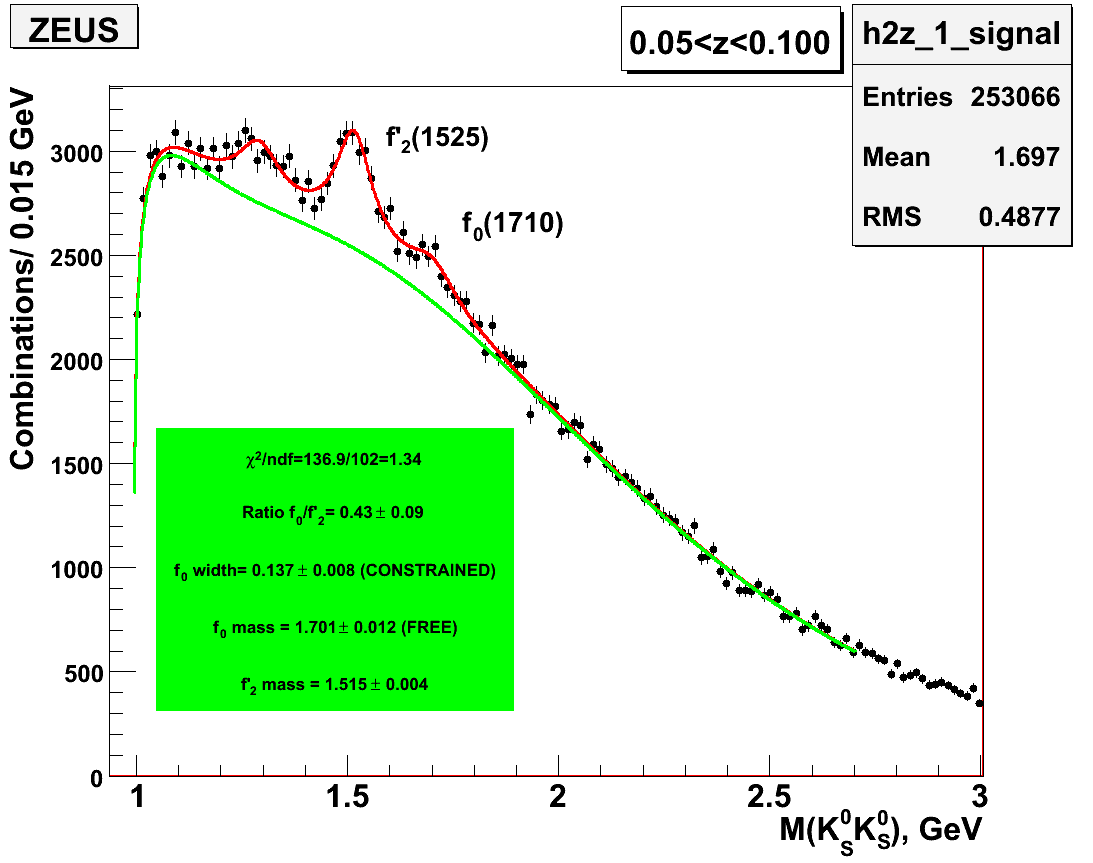 ZEUS
0.05<z<0.100
h2z_1_signal
Entries 253066
Mean 1.697
RMS 0.4877
Combinations/ 0.015 GeV
3000
2500
2000
1500
1000
500
0
f'₂(1525)
f₀(1710)
χ²/ndf=136.9/102=1.34
Ratio f₀/f'₂= 0.43 ± 0.09
f₀ width= 0.137 ± 0.008 (CONSTRAINED)
f₀ mass = 1.701 ± 0.012 (FREE)
f'₂ mass = 1.515 ± 0.004
1 1.5 2 2.5 3
M(K⁰_S K⁰_S), GeV